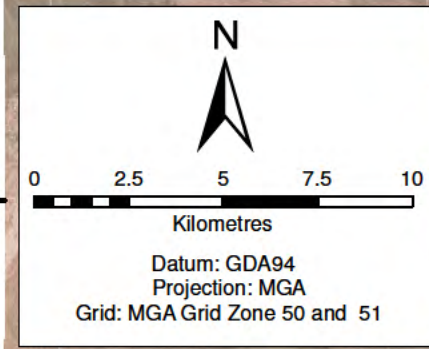 N
0 2.5 5 7.5 10
Kilometres
Datum: GDA94
Projection: MGA
Grid: MGA Grid Zone 50 and 51